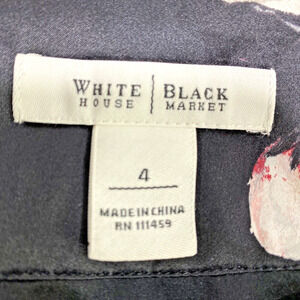 WHITE | BLACK
HOUSE | MARKET
4
MADE IN CHINA
RN 111459